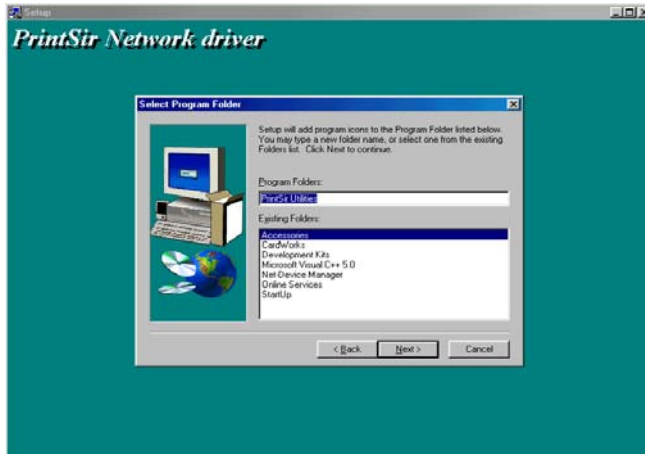 Setup
PrintSir Network driver
Select Program Folder
Setup will add program icons to the Program Folder listed below.
You may type a new folder name, or select one from the existing
Folders list. Click Next to continue.
Program Folders:
PrintSir Utilities
Existing Folders:
Accessories
CardWorks
Development Kits
Microsoft Visual C++ 5.0
Net-Device Manager
Online Services
StartUp
< Back
Next >
Cancel